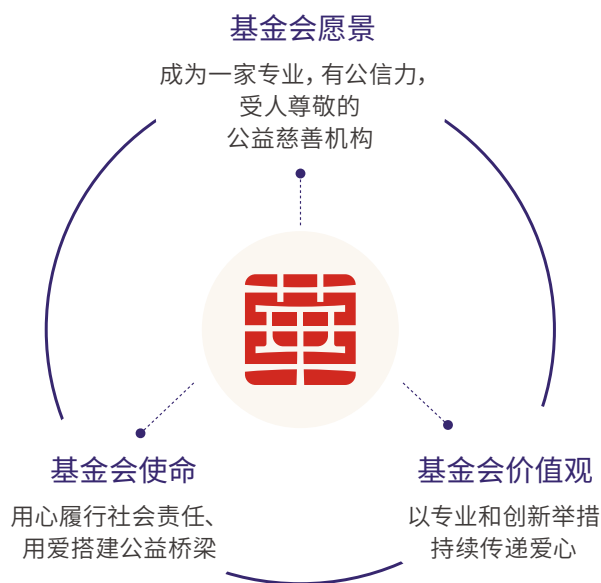 基金会愿景
成为一家专业，有公信力，
受人尊敬的
公益慈善机构
基金会使命
用心履行社会责任、
用爱搭建公益桥梁
基金会价值观
以专业和创新举措
持续传递爱心